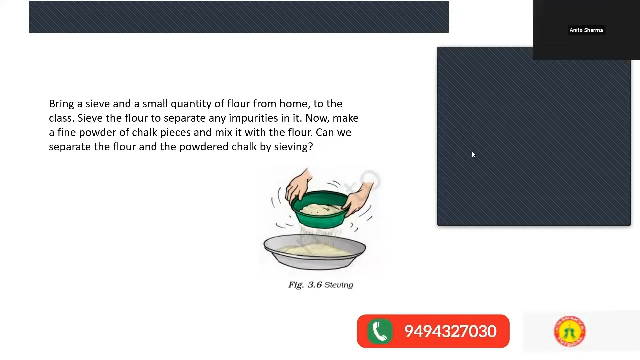 Anita Sharma
Bring a sieve and a small quantity of flour from home, to the
class. Sieve the flour to separate any impurities in it. Now, make
a fine powder of chalk pieces and mix it with the flour. Can we
separate the flour and the powdered chalk by sieving?
Fig. 3.6 Sieving
9494327030